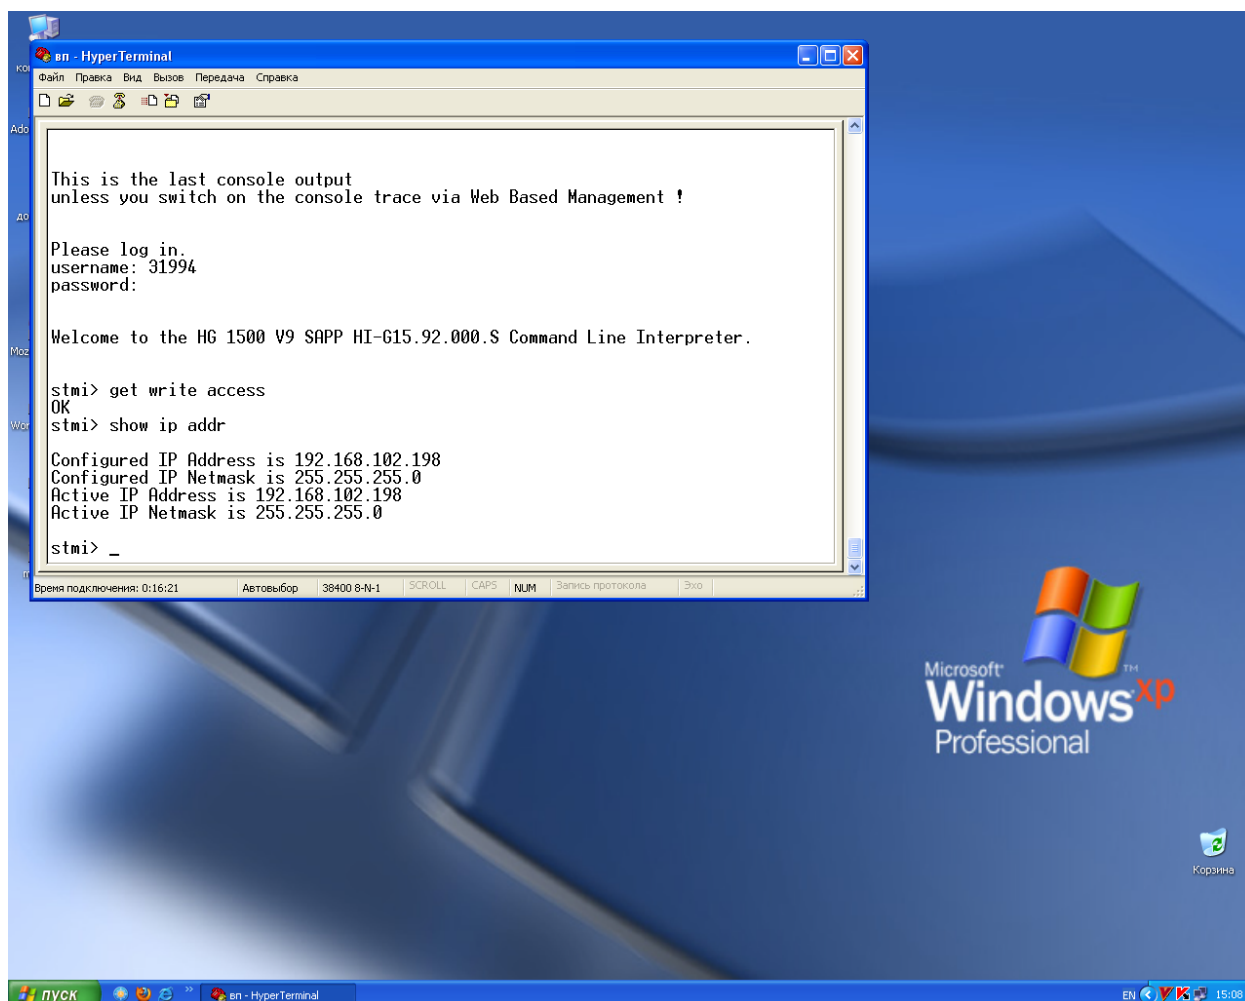 вп - HyperTerminal
Файл Правка Вид Вызов Передача Справка
This is the last console output
unless you switch on the console trace via Web Based Management !
Please log in.
username: 31994
password:
Welcome to the HG 1500 V9 SAPP HI-G15.92.000.S Command Line Interpreter.
stmi> get write access
OK
stmi> show ip addr
Configured IP Address is 192.168.102.198
Configured IP Netmask is 255.255.255.0
Active IP Address is 192.168.102.198
Active IP Netmask is 255.255.255.0
stmi> _
Время подключения: 0:16:21 Автовыбор 38400 8-N-1 SCROLL CAPS NUM Запись протокола Эхо
Ado
до
Moz
Wor
Microsoft
Windows xp
TM
Professional
Корзина
пуск
вп - HyperTerminal
EN
15:08